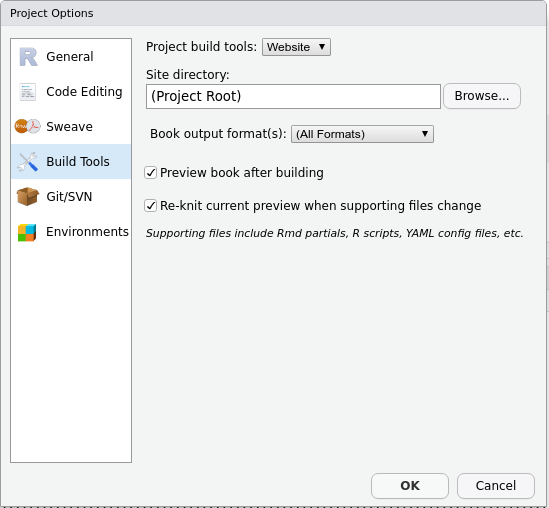 Project Options
General
Code Editing
Sweave
Build Tools
Git/SVN
Environments
Project build tools: Website
Site directory:
(Project Root) Browse...
Book output format(s): (All Formats)
Preview book after building
Re-knit current preview when supporting files change
Supporting files include Rmd partials, R scripts, YAML config files, etc.
OK Cancel